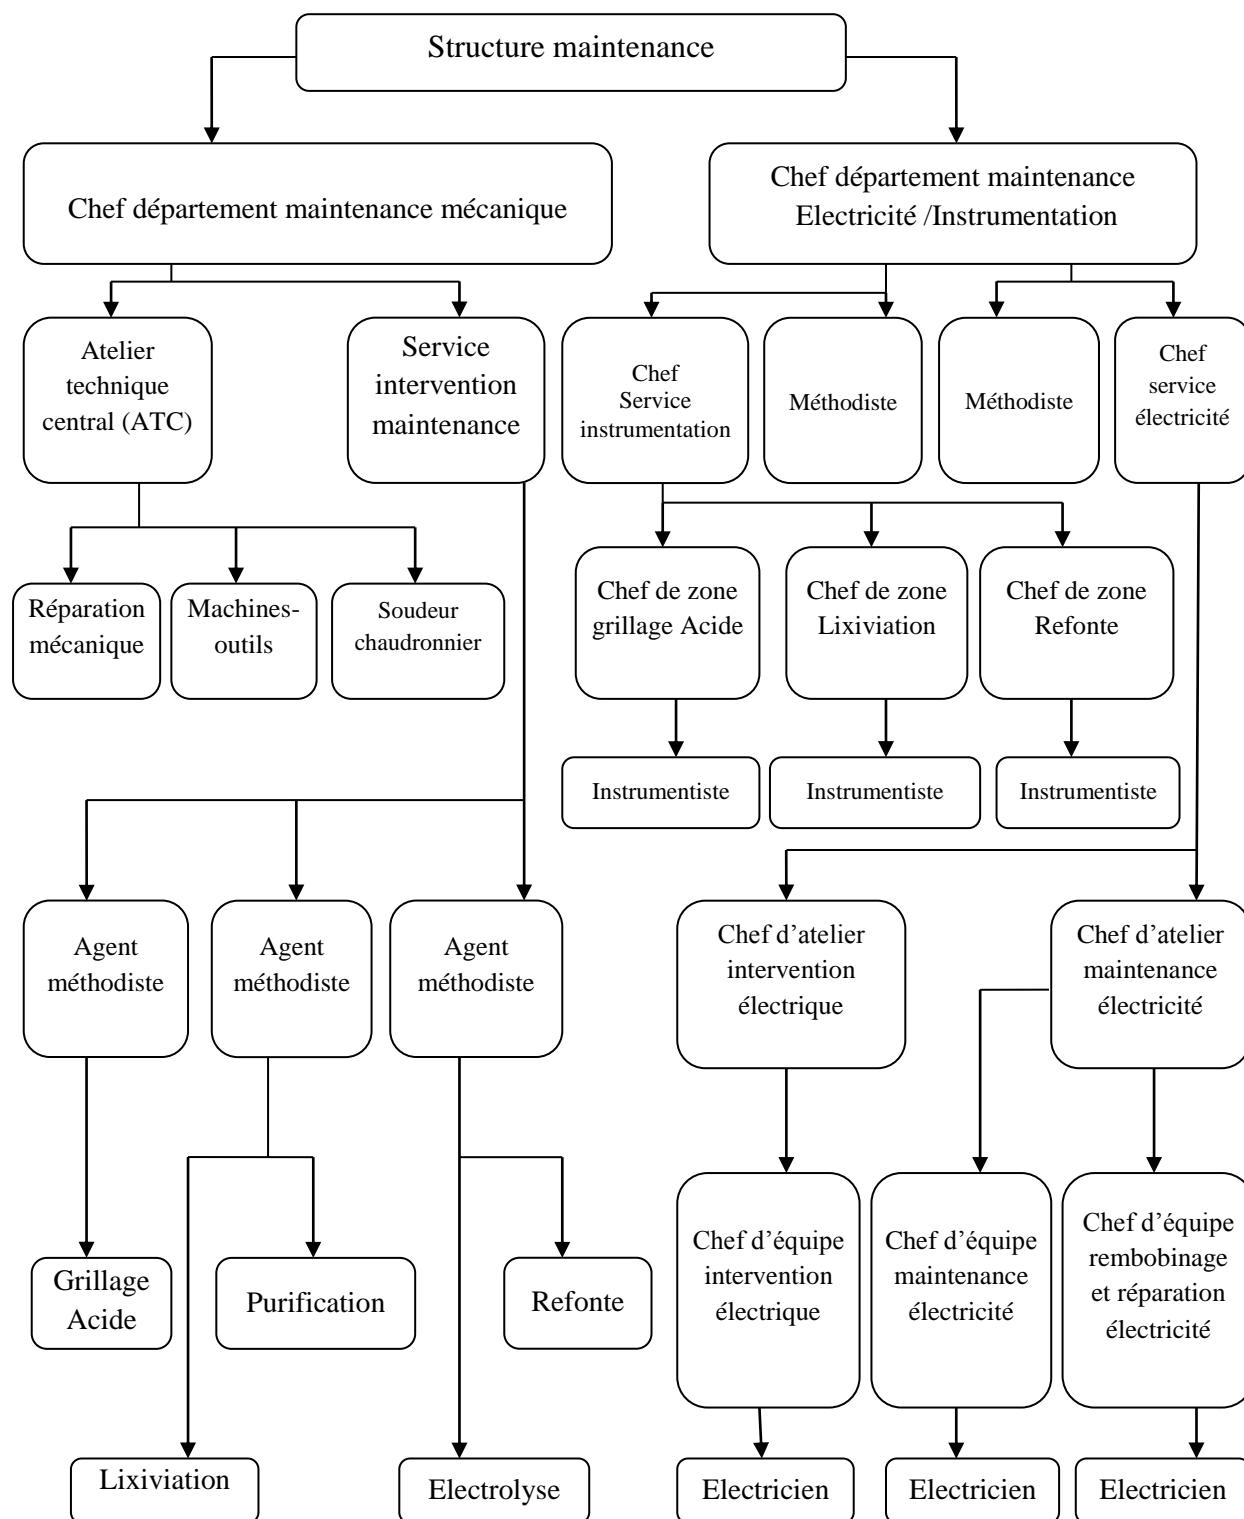 Structure maintenance
Chef département maintenance mécanique
Chef département maintenance
Electricité /Instrumentation
Atelier
technique
central (ATC)
Service
intervention
maintenance
Chef
Service
instrumentation
Méthodiste
Méthodiste
Chef
service
électricité
Réparation
mécanique
Machines-
outils
Soudeur
chaudronnier
Chef de zone
grillage Acide
Chef de zone
Lixiviation
Chef de zone
Refonte
Instrumentiste
Instrumentiste
Instrumentiste
Agent
méthodiste
Agent
méthodiste
Agent
méthodiste
Chef d’atelier
intervention
électrique
Chef d’atelier
maintenance
électricité
Grillage
Acide
Purification
Refonte
Chef d’équipe
intervention
électrique
Chef d’équipe
maintenance
électricité
Chef d’équipe
rembobinage
et réparation
électricité
Lixiviation
Electrolyse
Electricien
Electricien
Electricien